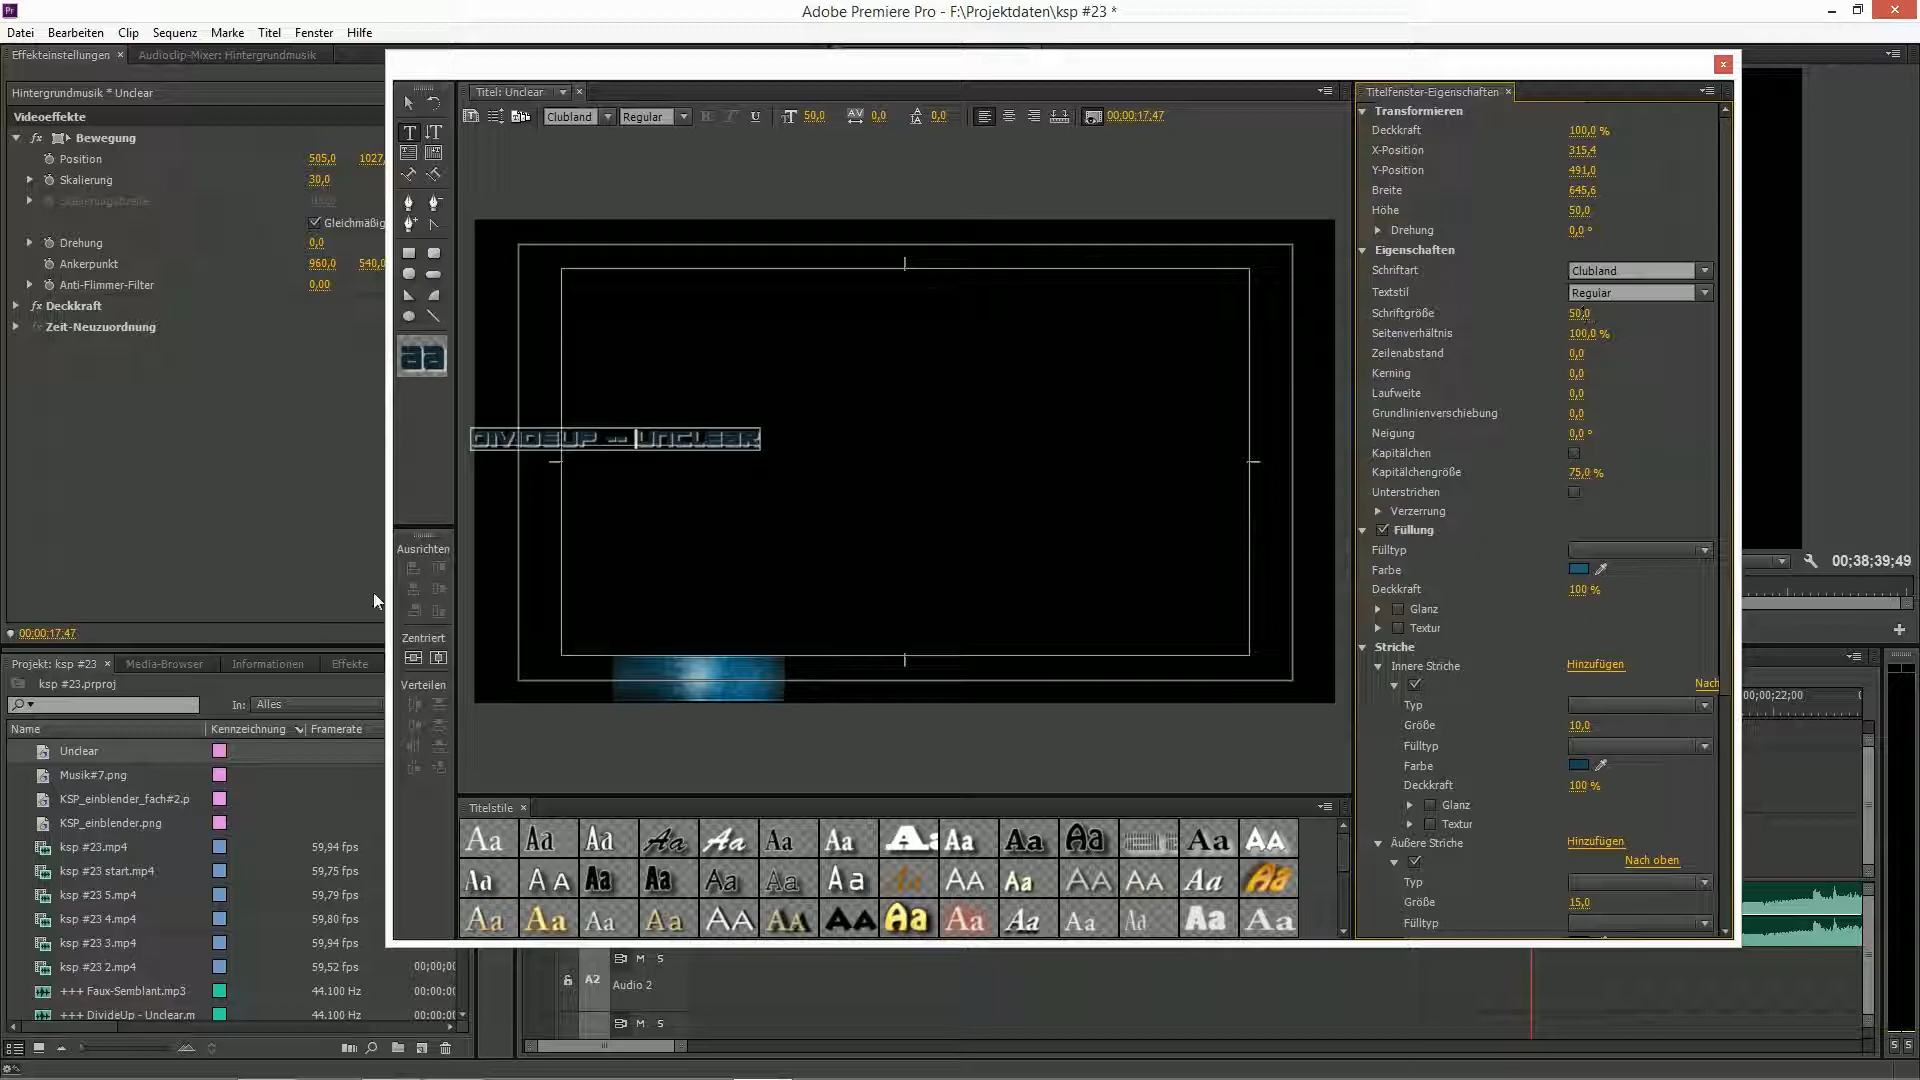 Adobe Premiere Pro - F:\Projektdaten\ksp #23 *
Datei Bearbeiten Clip Sequenz Marke Titel Fenster Hilfe
Effekteinstellungen Audioclip-Mixer: Hintergrundmusik
Hintergrundmusik * Unclear
Videoeffekte
fx Bewegung
Position 505,0 1027,
Skalierung 30,0
Gleichmäßig
Drehung 0,0
Ankerpunkt 960,0 540,0
Anti-Flimmer-Filter 0,00
fx Deckkraft
Zeit-Neuzuordnung
00:00:17:47
Titel: Unclear
Clubland Regular B T U 50,0 0,0 0,0 00:00:17:47
aa
Ausrichten
Zentriert
Verteilen
DIVIDEUP -- UNCLEAR
Titelstile
Titelfenster-Eigenschaften
Transformieren
Deckkraft 100,0 %
X-Position 315,4
Y-Position 491,0
Breite 645,6
Höhe 50,0
Drehung 0,0 °
Eigenschaften
Schriftart Clubland
Textstil Regular
Schriftgröße 50,0
Seitenverhältnis 100,0 %
Zeilenabstand 0,0
Kerning 0,0
Laufweite 0,0
Grundlinienverschiebung 0,0
Neigung 0,0 °
Kapitälchen
Kapitälchengröße 75,0 %
Unterstrichen
Verzerrung
Füllung
Fülltyp
Farbe
Deckkraft 100 %
Glanz
Textur
Striche
Innere Striche Hinzufügen
Nach
Typ
Größe 10,0
Fülltyp
Farbe
Deckkraft 100 %
Glanz
Textur
Äußere Striche Hinzufügen
Nach oben
Typ
Größe 15,0
Fülltyp
00;38;39;49
00;00;22;00
Projekt: ksp #23 Media-Browser Informationen Effekte
ksp #23.prproj
In: Alles
Name Kennzeichnung Framerate
Unclear
Musik#7.png
KSP_einblender_fach#2.p
KSP_einblender.png
ksp #23.mp4 59,94 fps
ksp #23 start.mp4 59,75 fps
ksp #23 5.mp4 59,79 fps
ksp #23 4.mp4 59,80 fps
ksp #23 3.mp4 59,94 fps
ksp #23 2.mp4 59,52 fps 00;00;00
+++ Faux-Semblant.mp3 44.100 Hz 00:00:00
+++ DivideUp - Unclear.m 44.100 Hz 00:00:00
M S
A2 Audio 2
M S
S S